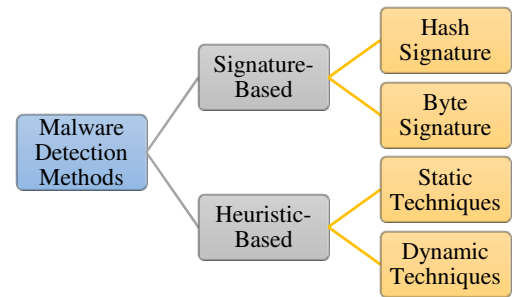 Malware
Detection
Methods
Signature-
Based
Heuristic-
Based
Hash
Signature
Byte
Signature
Static
Techniques
Dynamic
Techniques